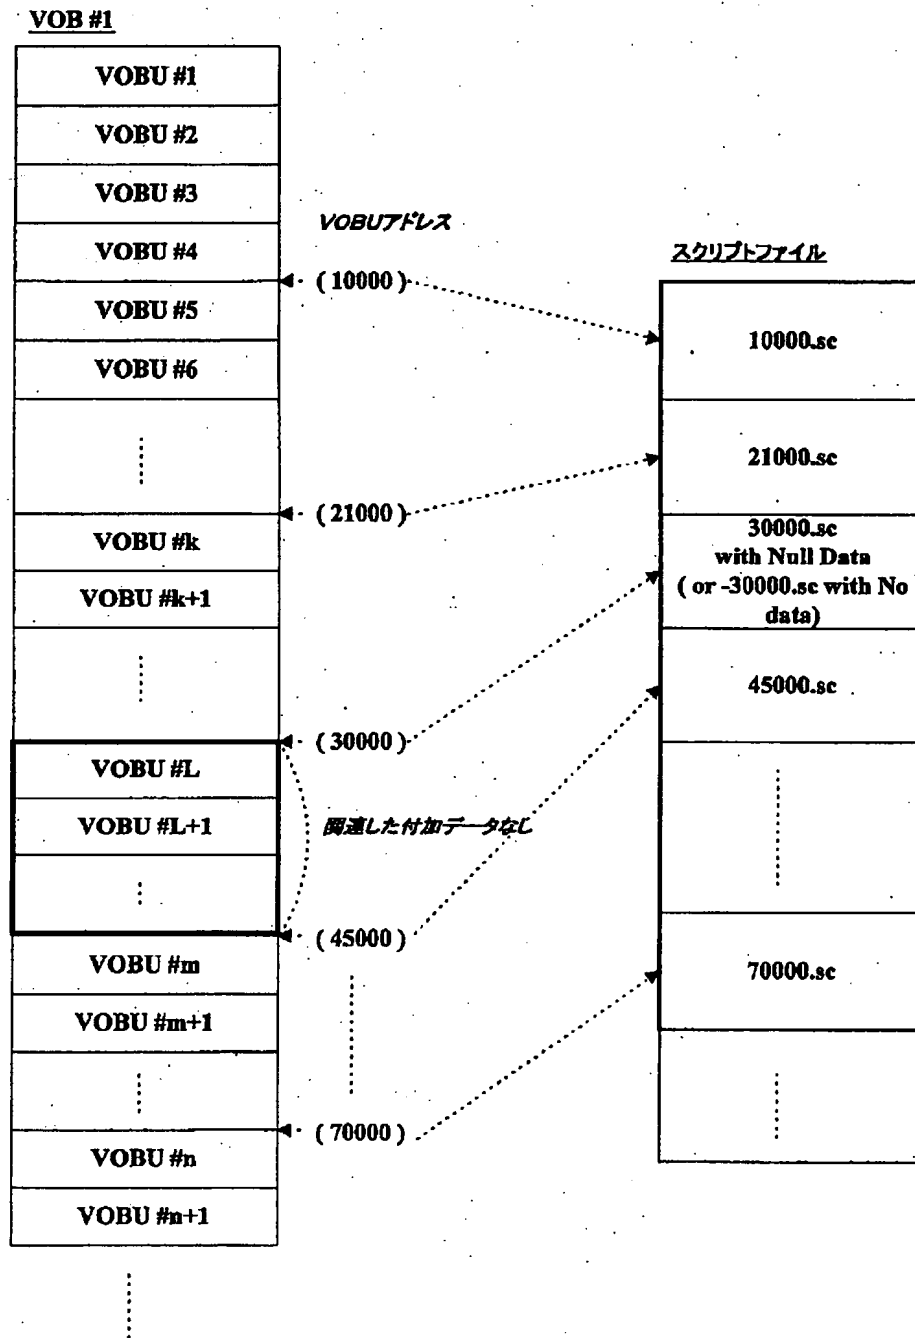 VOB #1
VOBU #1
VOBU #2
VOBU #3
VOBU #4
VOBU #5
VOBU #6
VOBU #k
VOBU #k+1
VOBU #L
VOBU #L+1
VOBU #m
VOBU #m+1
VOBU #n
VOBU #n+1
VOBUアドレス
( 10000 )
( 21000 )
( 30000 )
関連した付加データなし
( 45000 )
( 70000 )
スクリプトファイル
10000.sc
21000.sc
30000.sc
with Null Data
( or -30000.sc with No
data)
45000.sc
70000.sc